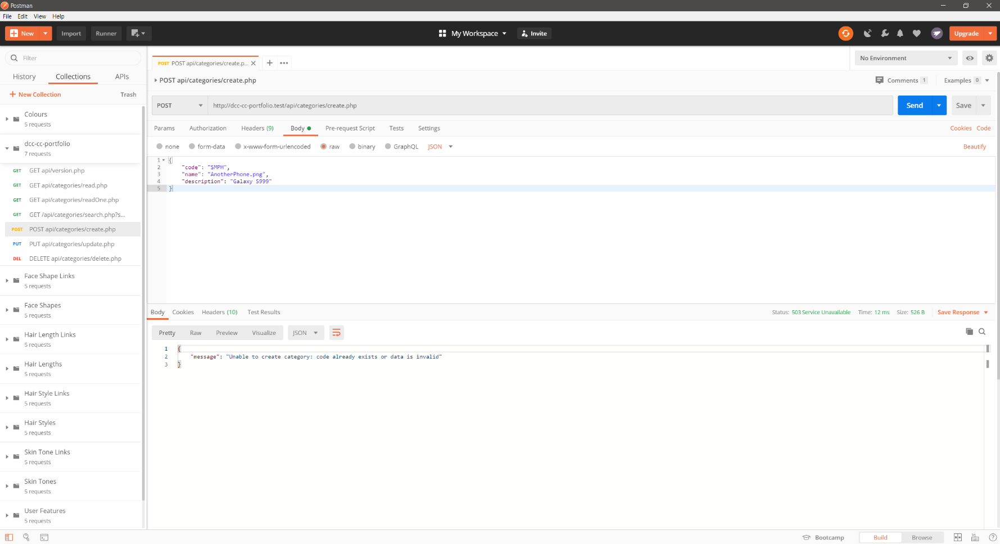 Postman
File Edit View Help
New Import Runner My Workspace Invite Upgrade
Filter
History Collections APIs
New Collection Trash
Colours
5 requests
dcc-cc-portfolio
7 requests
GET GET api/version.php
GET GET api/categories/read.php
GET GET api/categories/readOne.php
GET GET /api/categories/search.php?s...
POST POST api/categories/create.php
PUT PUT api/categories/update.php
DEL DELETE api/categories/delete.php
Face Shape Links
5 requests
Face Shapes
5 requests
Hair Length Links
5 requests
Hair Lengths
5 requests
Hair Style Links
5 requests
Hair Styles
5 requests
Skin Tone Links
5 requests
Skin Tones
5 requests
User Features
5 requests
POST POST api/categories/create.p...
No Environment
POST api/categories/create.php
Comments 1 Examples 0
POST http://dcc-cc-portfolio.test/api/categories/create.php Send Save
Params Authorization Headers (9) Body Pre-request Script Tests Settings Cookies Code
none form-data x-www-form-urlencoded raw binary GraphQL JSON Beautify
1 {
2 "code": "SMPH",
3 "name": "AnotherPhone.png",
4 "description": "Galaxy S999"
5 }
Body Cookies Headers (10) Test Results Status: 503 Service Unavailable Time: 12 ms Size: 526 B Save Response
Pretty Raw Preview Visualize JSON
1 {
2 "message": "Unable to create category: code already exists or data is invalid"
3 }
Bootcamp Build Browse